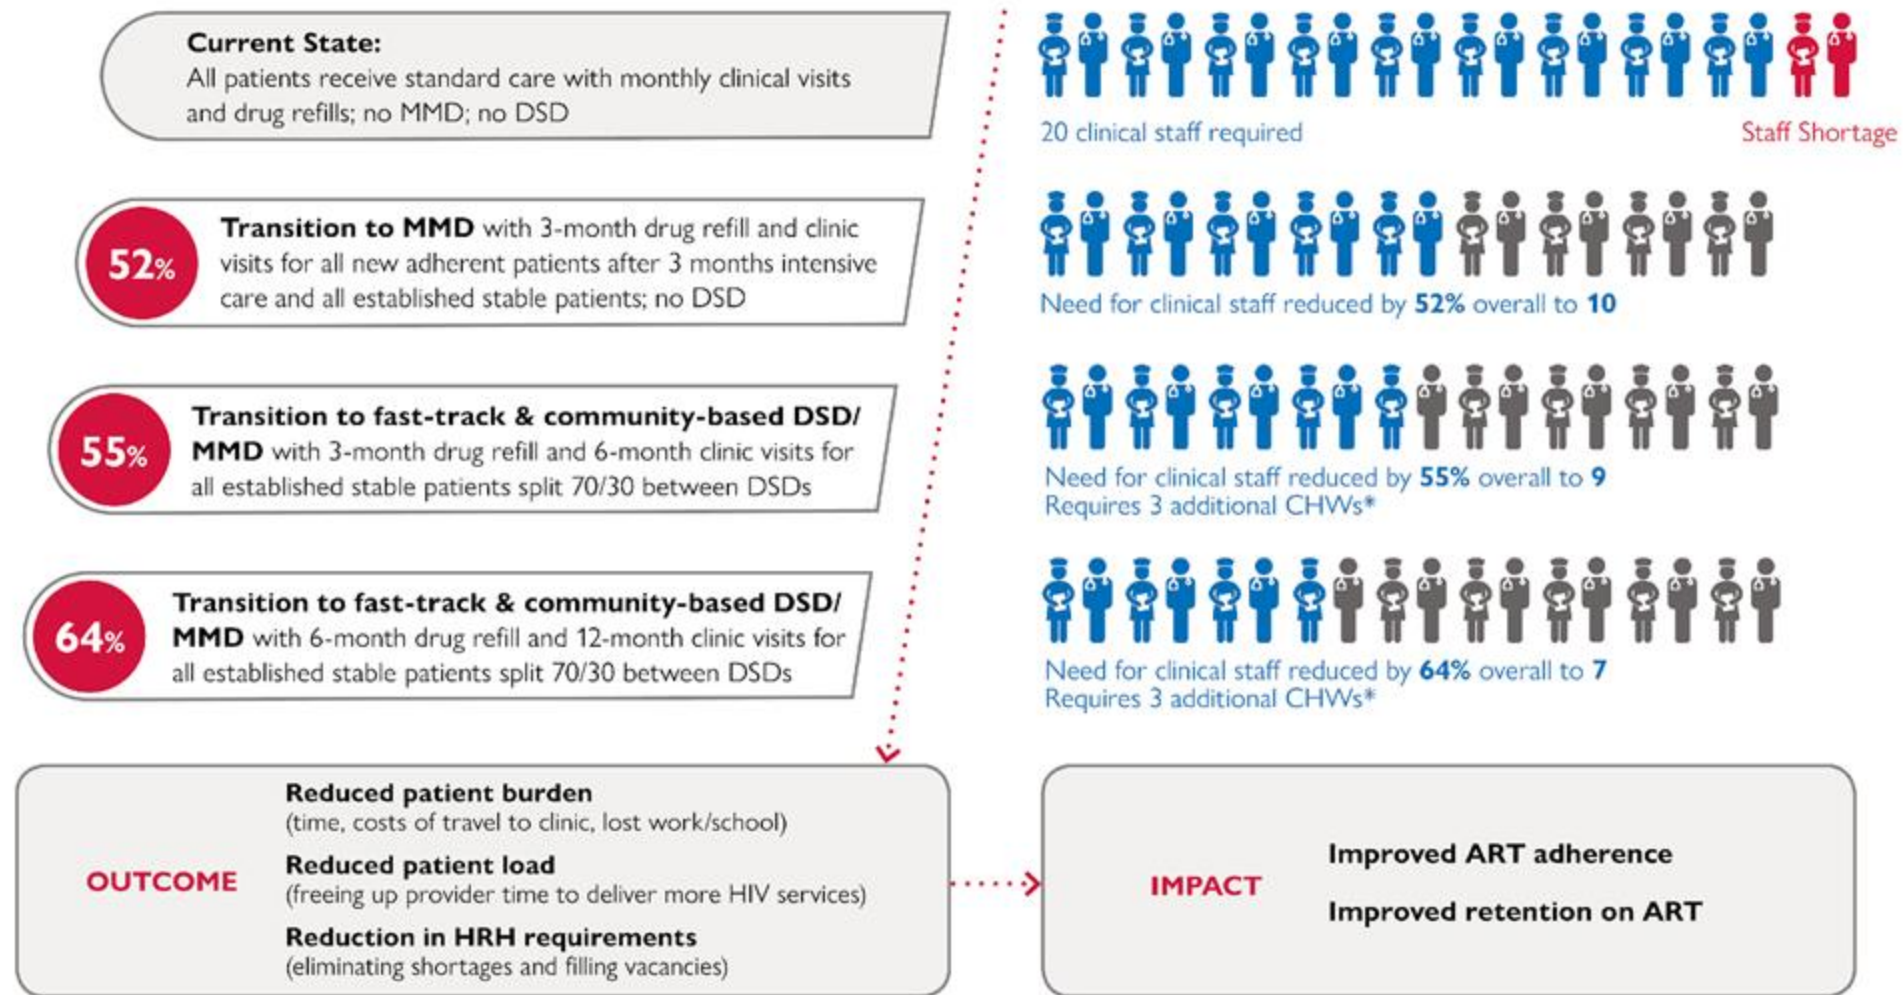 Current State:
All patients receive standard care with monthly clinical visits
and drug refills; no MMD; no DSD
20 clinical staff required
Staff Shortage
52%
Transition to MMD with 3-month drug refill and clinic
visits for all new adherent patients after 3 months intensive
care and all established stable patients; no DSD
Need for clinical staff reduced by 52% overall to 10
55%
Transition to fast-track & community-based DSD/
MMD with 3-month drug refill and 6-month clinic visits for
all established stable patients split 70/30 between DSDs
Need for clinical staff reduced by 55% overall to 9
Requires 3 additional CHWs*
64%
Transition to fast-track & community-based DSD/
MMD with 6-month drug refill and 12-month clinic visits for
all established stable patients split 70/30 between DSDs
Need for clinical staff reduced by 64% overall to 7
Requires 3 additional CHWs*
OUTCOME
Reduced patient burden
(time, costs of travel to clinic, lost work/school)
Reduced patient load
(freeing up provider time to deliver more HIV services)
Reduction in HRH requirements
(eliminating shortages and filling vacancies)
IMPACT
Improved ART adherence
Improved retention on ART